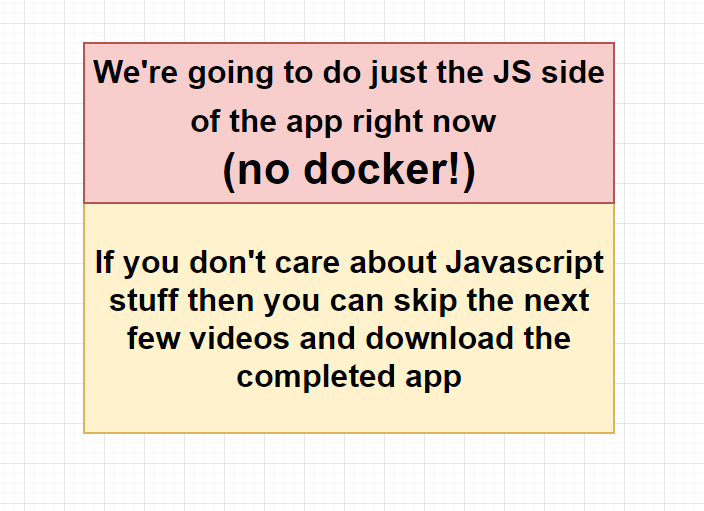 We're going to do just the JS side
of the app right now
(no docker!)
If you don't care about Javascript
stuff then you can skip the next
few videos and download the
completed app